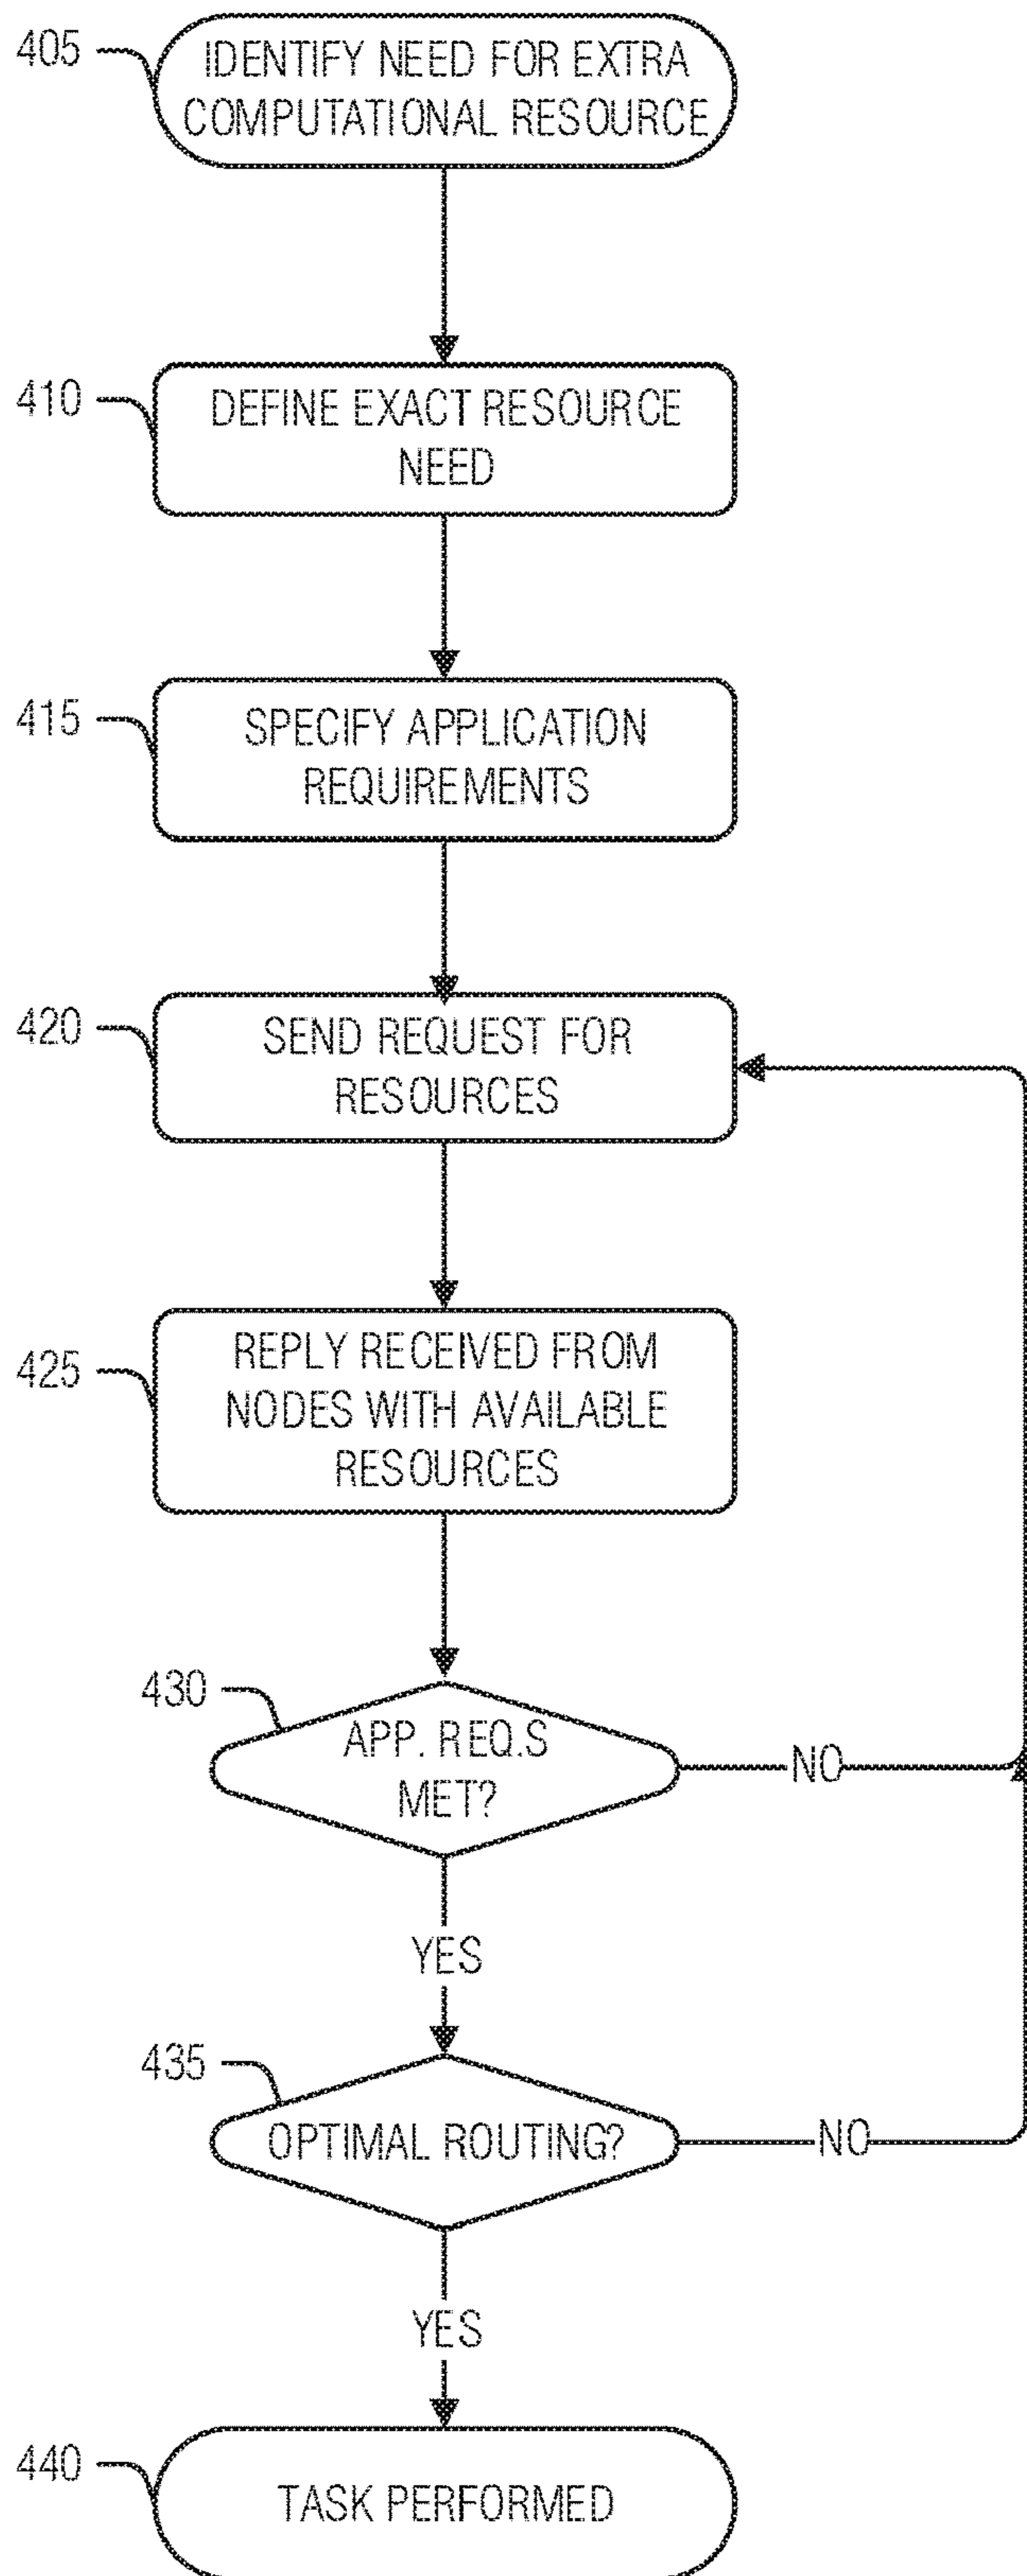 405
IDENTIFY NEED FOR EXTRA
COMPUTATIONAL RESOURCE
410
DEFINE EXACT RESOURCE
NEED
415
SPECIFY APPLICATION
REQUIREMENTS
420
SEND REQUEST FOR
RESOURCES
425
REPLY RECEIVED FROM
NODES WITH AVAILABLE
RESOURCES
430
APP. REQ.S
MET?
NO
YES
435
OPTIMAL ROUTING?
NO
YES
440
TASK PERFORMED